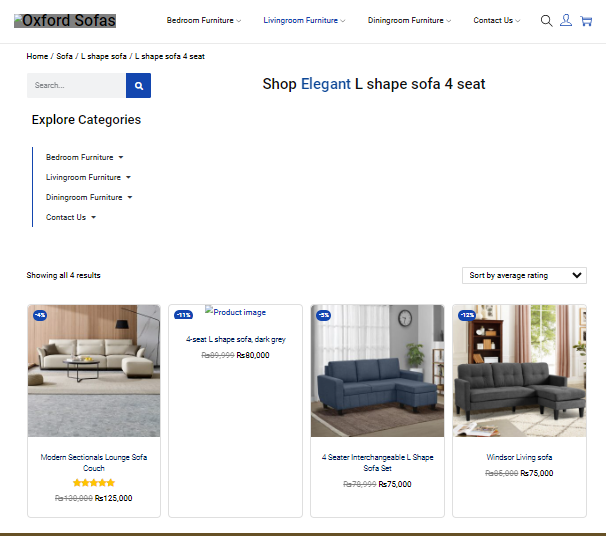 Oxford Sofas
Bedroom Furniture
Livingroom Furniture
Diningroom Furniture
Contact Us
Home / Sofa / L shape sofa / L shape sofa 4 seat
Search...
Shop Elegant L shape sofa 4 seat
Explore Categories
Bedroom Furniture
Livingroom Furniture
Diningroom Furniture
Contact Us
Showing all 4 results
Sort by average rating
-4%
-11%
-5%
-12%
Product image
Modern Sectionals Lounge Sofa
Couch
₨130,000 ₨125,000
4-seat L shape sofa, dark grey
₨89,999 ₨80,000
4 Seater Interchangeable L Shape
Sofa Set
₨78,999 ₨75,000
Windsor Living sofa
₨85,000 ₨75,000